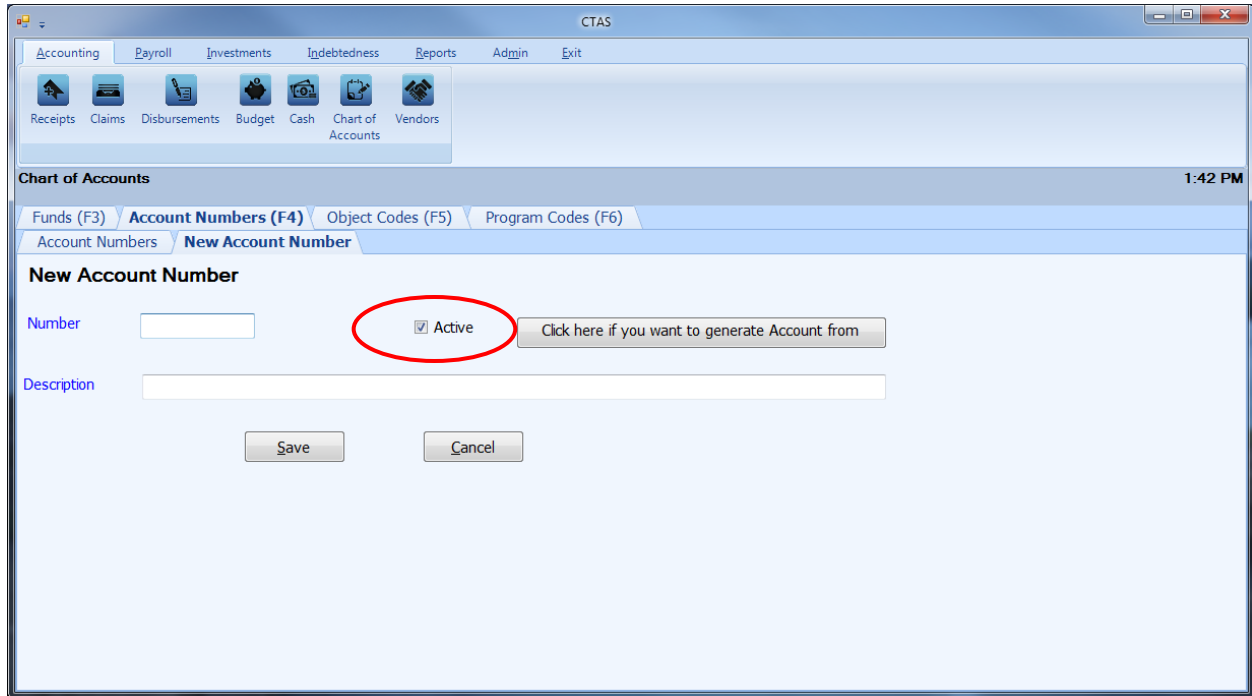 CTAS
Accounting Payroll Investments Indebtedness Reports Admin Exit
Receipts Claims Disbursements Budget Cash Chart of Accounts Vendors
Chart of Accounts 1:42 PM
Funds (F3) Account Numbers (F4) Object Codes (F5) Program Codes (F6)
Account Numbers New Account Number
New Account Number
Number Active Click here if you want to generate Account from
Description
Save Cancel